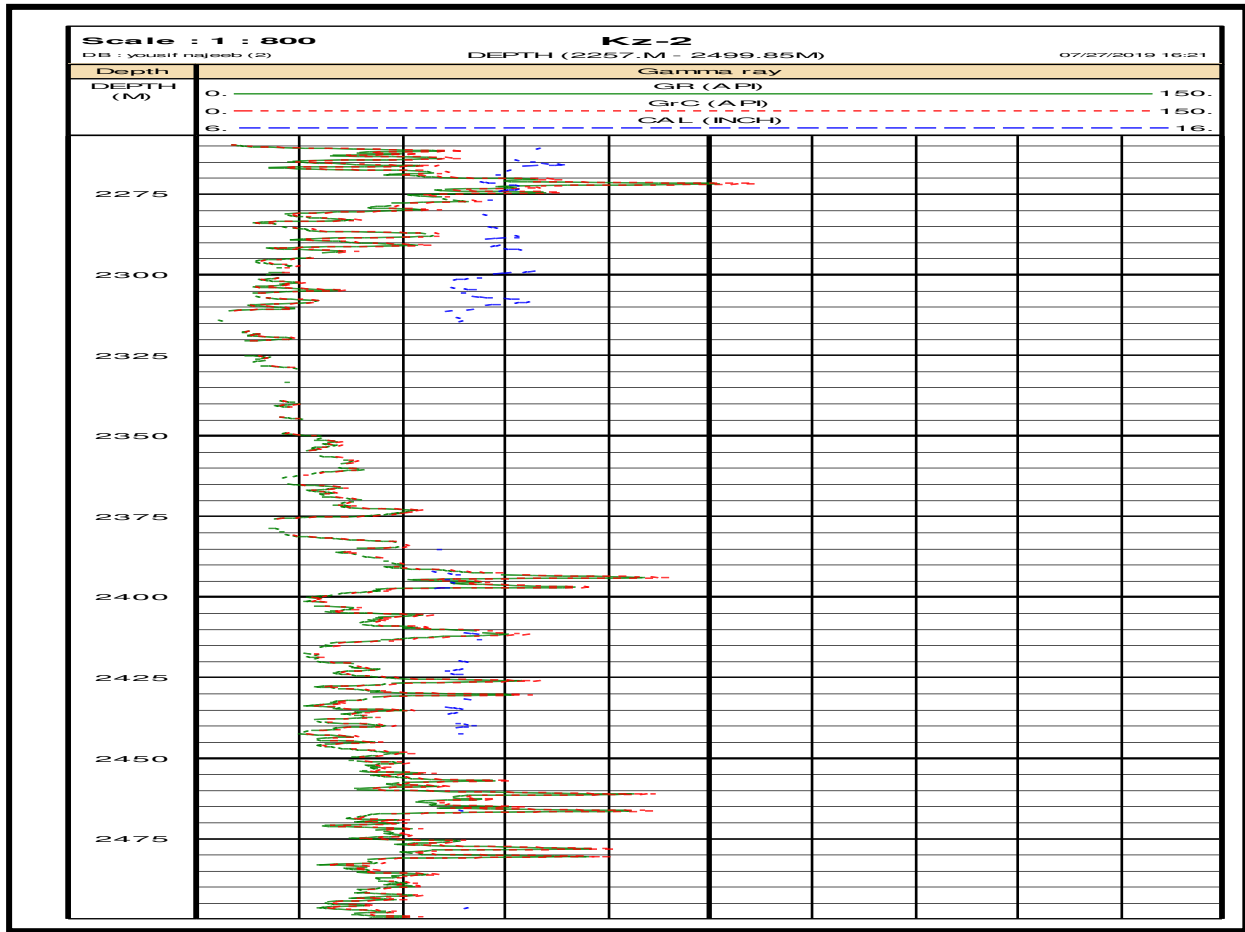 Scale : 1 : 800
Kz-2
DB : yousif najeeb (2)
DEPTH (2257.M - 2499.85M)
07/27/2019 16:21
Depth
Gamma ray
DEPTH
(M)
GR (API)
0. 150.
GrC (API)
0. 150.
CAL (INCH)
6. 16.
2275
2300
2325
2350
2375
2400
2425
2450
2475